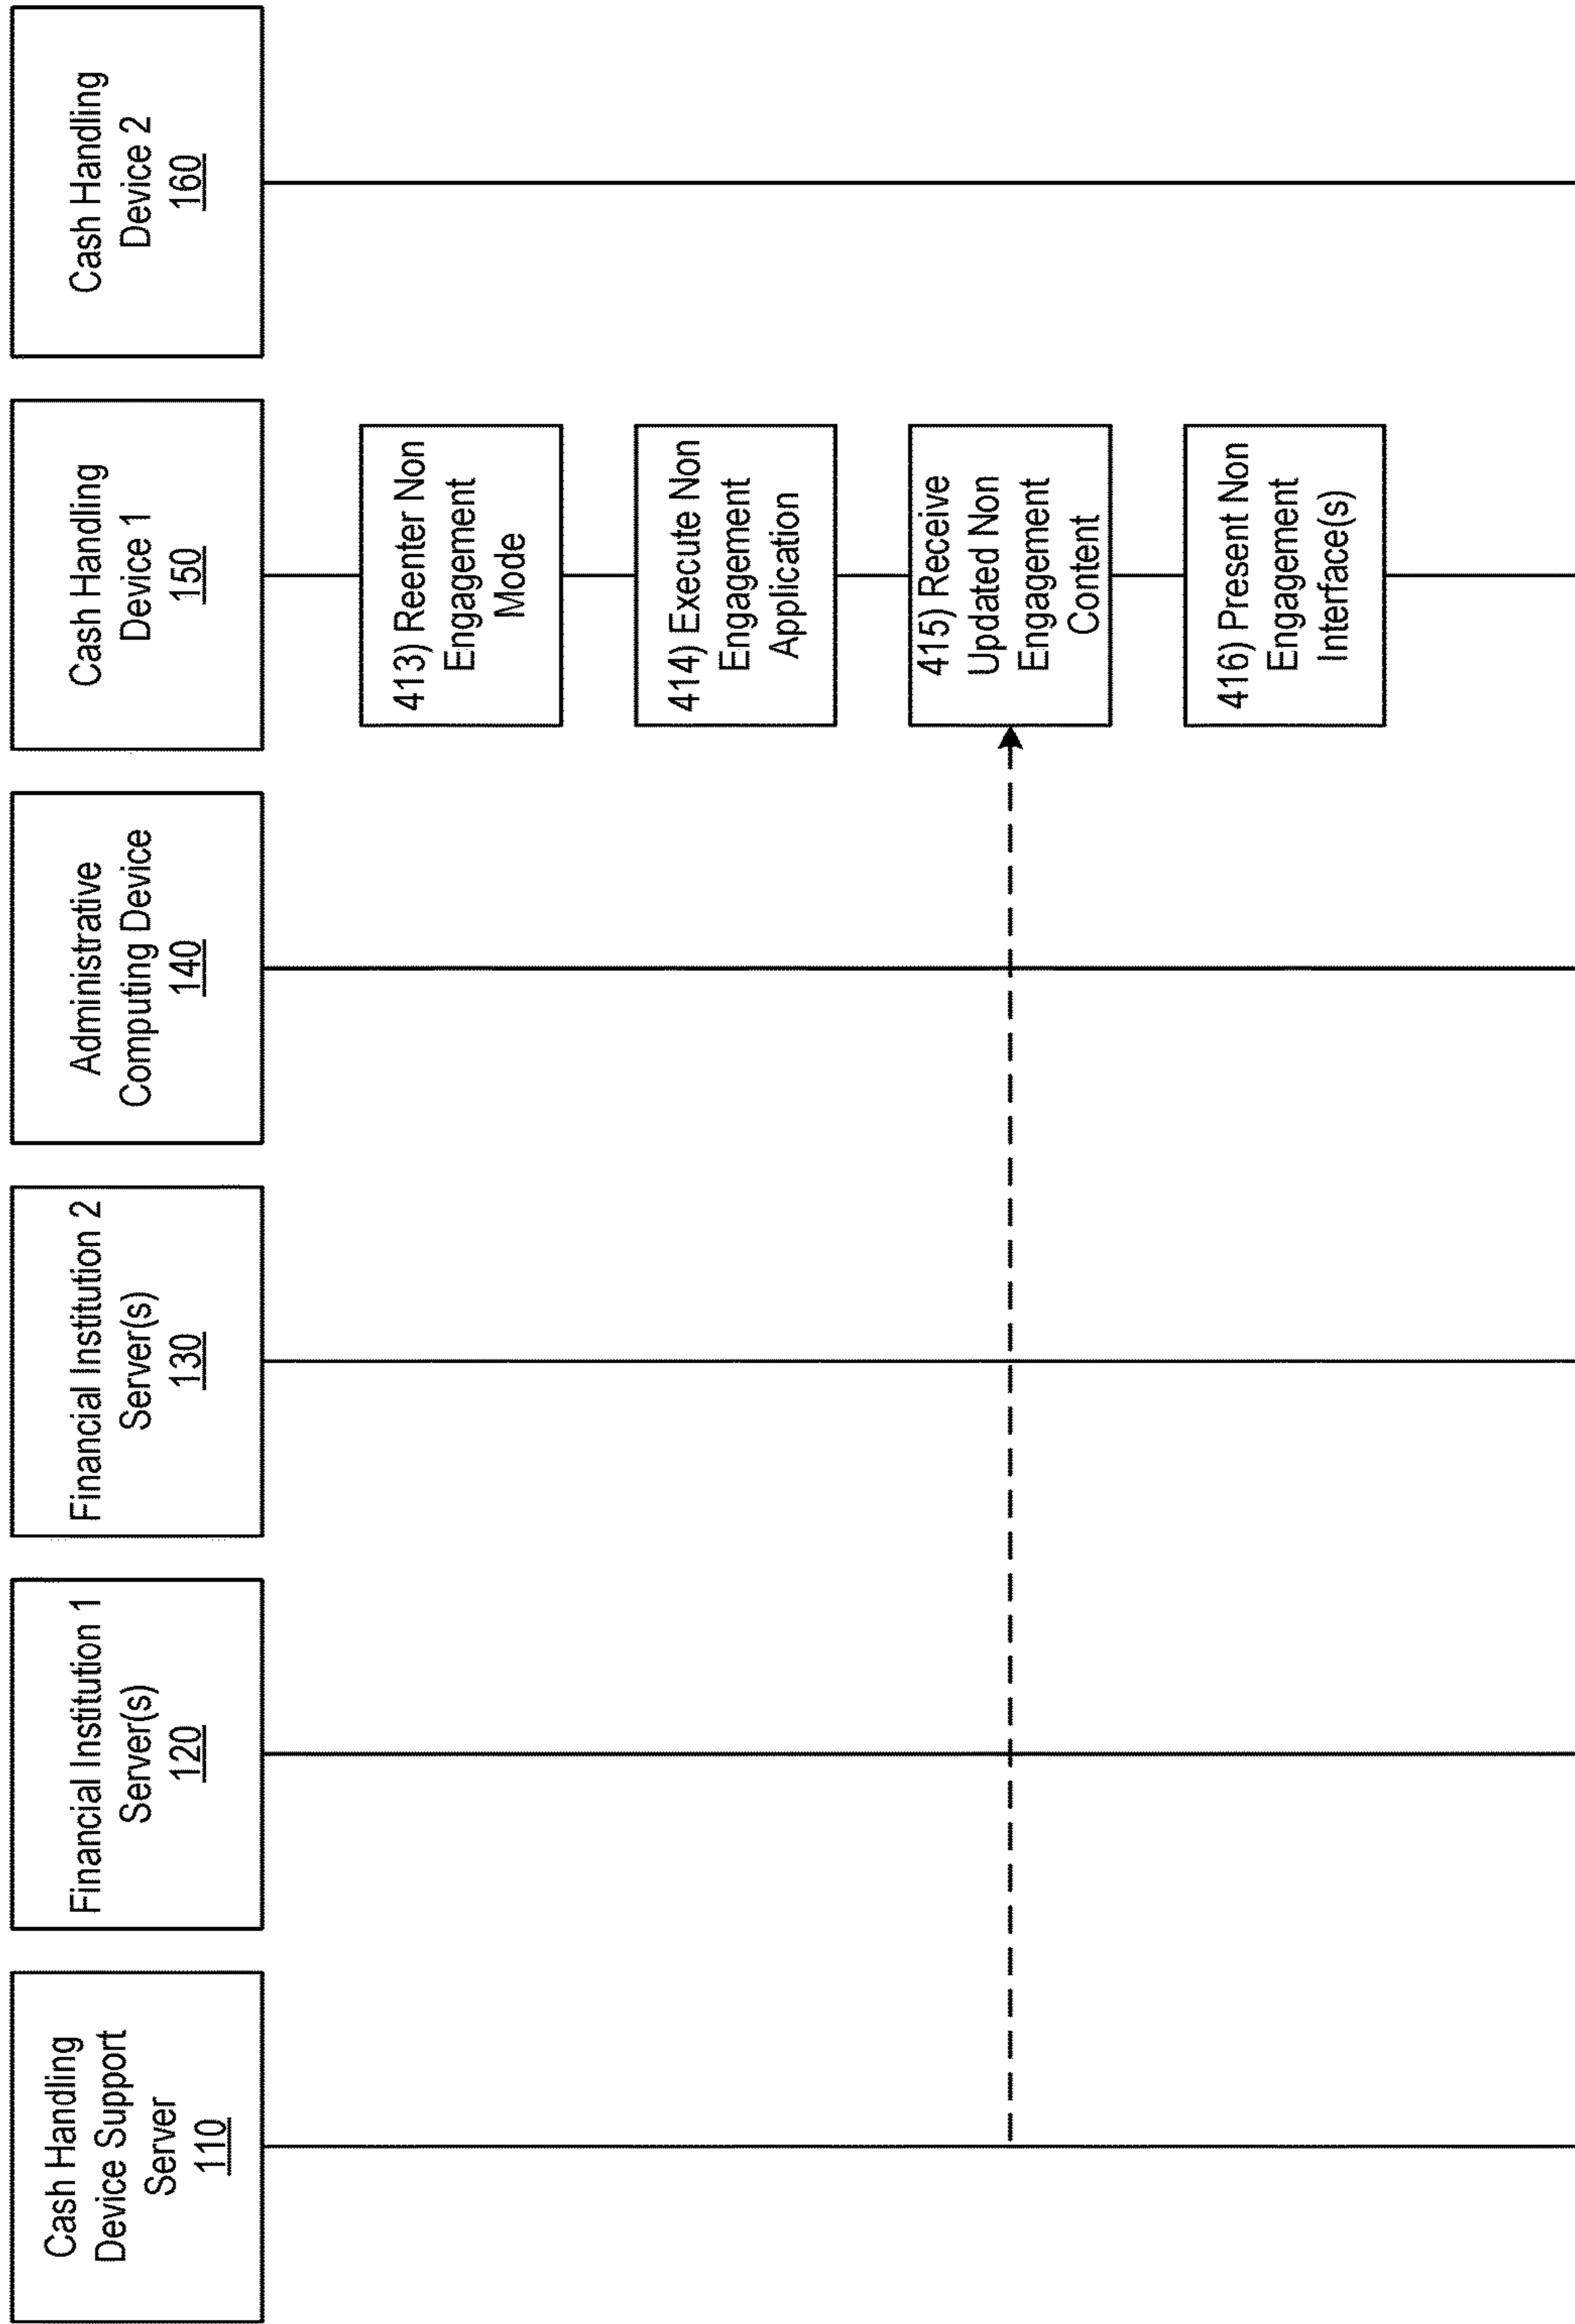 Cash Handling
Device Support
Server
110
Financial Institution 1
Server(s)
120
Financial Institution 2
Server(s)
130
Administrative
Computing Device
140
Cash Handling
Device 1
150
Cash Handling
Device 2
160
413) Reenter Non
Engagement
Mode
414) Execute Non
Engagement
Application
415) Receive
Updated Non
Engagement
Content
416) Present Non
Engagement
Interface(s)